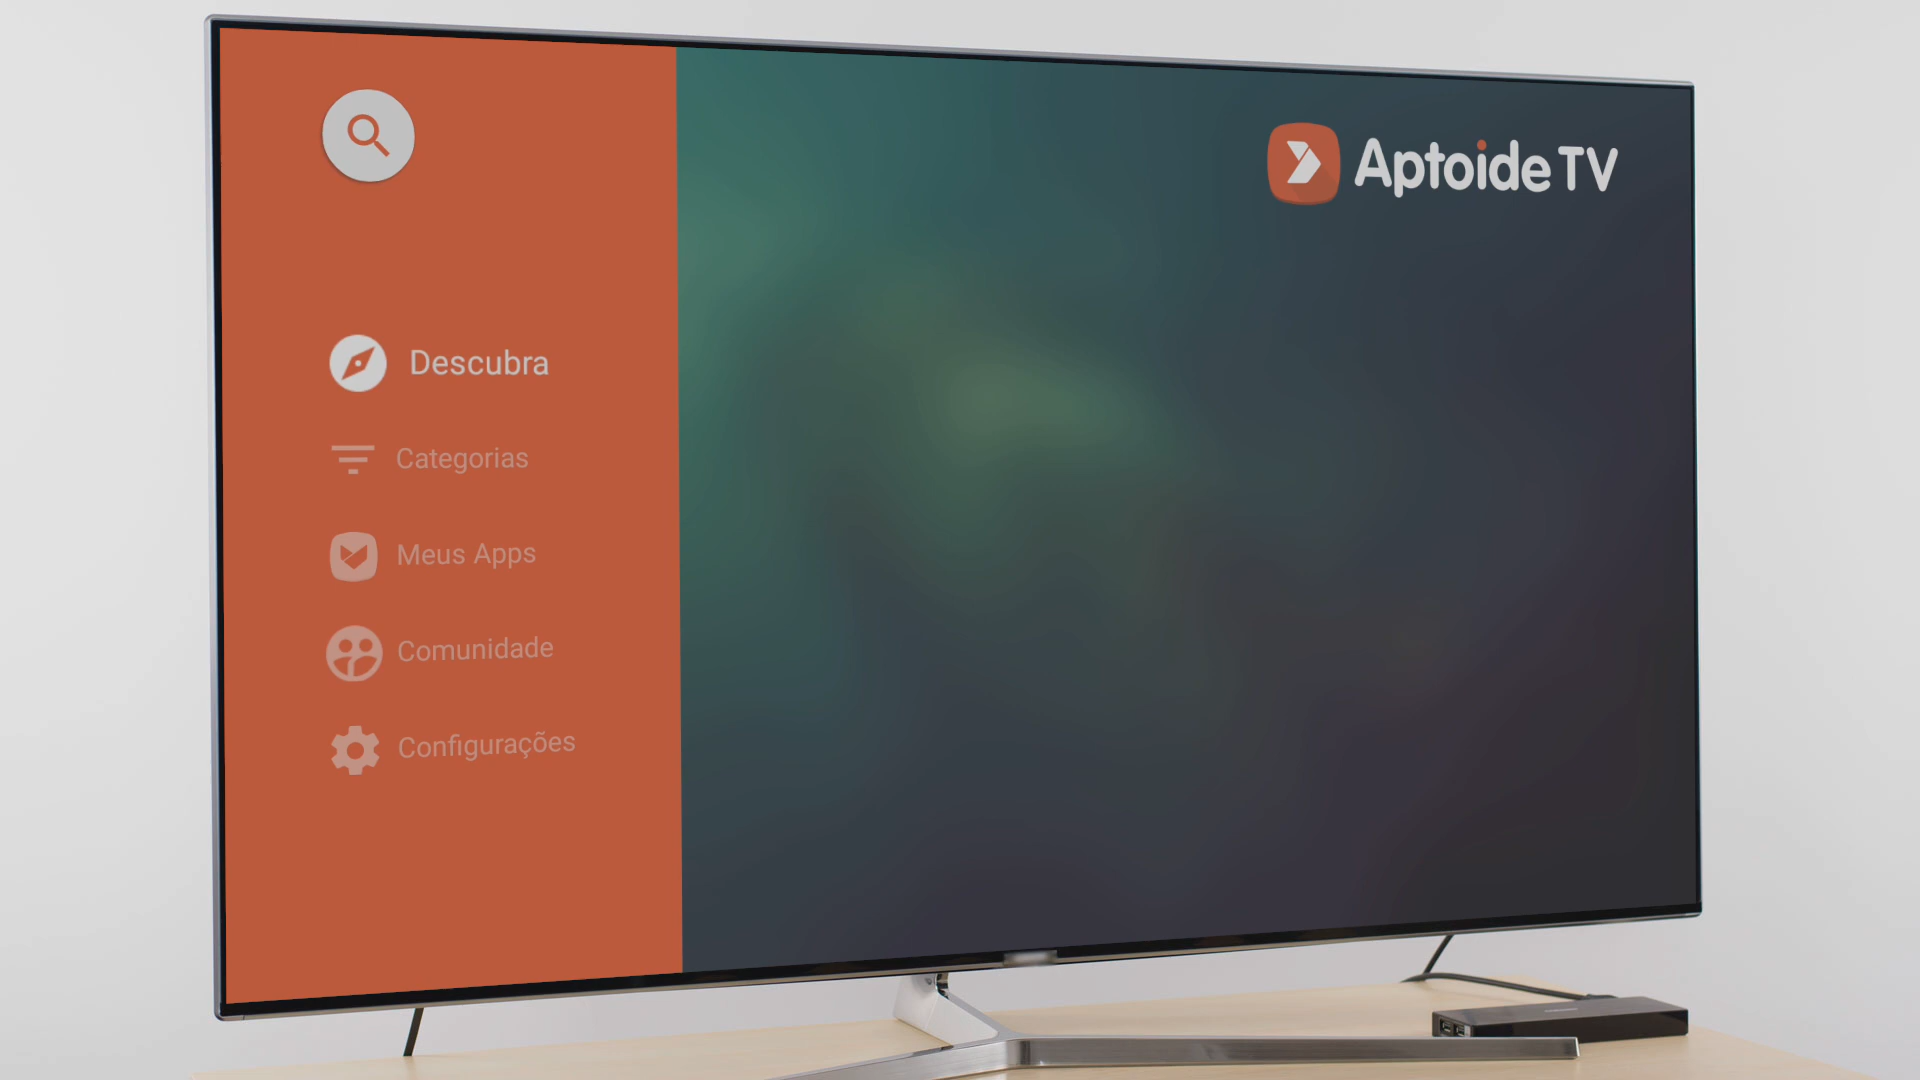 Aptoide TV
Descubra
Categorias
Meus Apps
Comunidade
Configurações